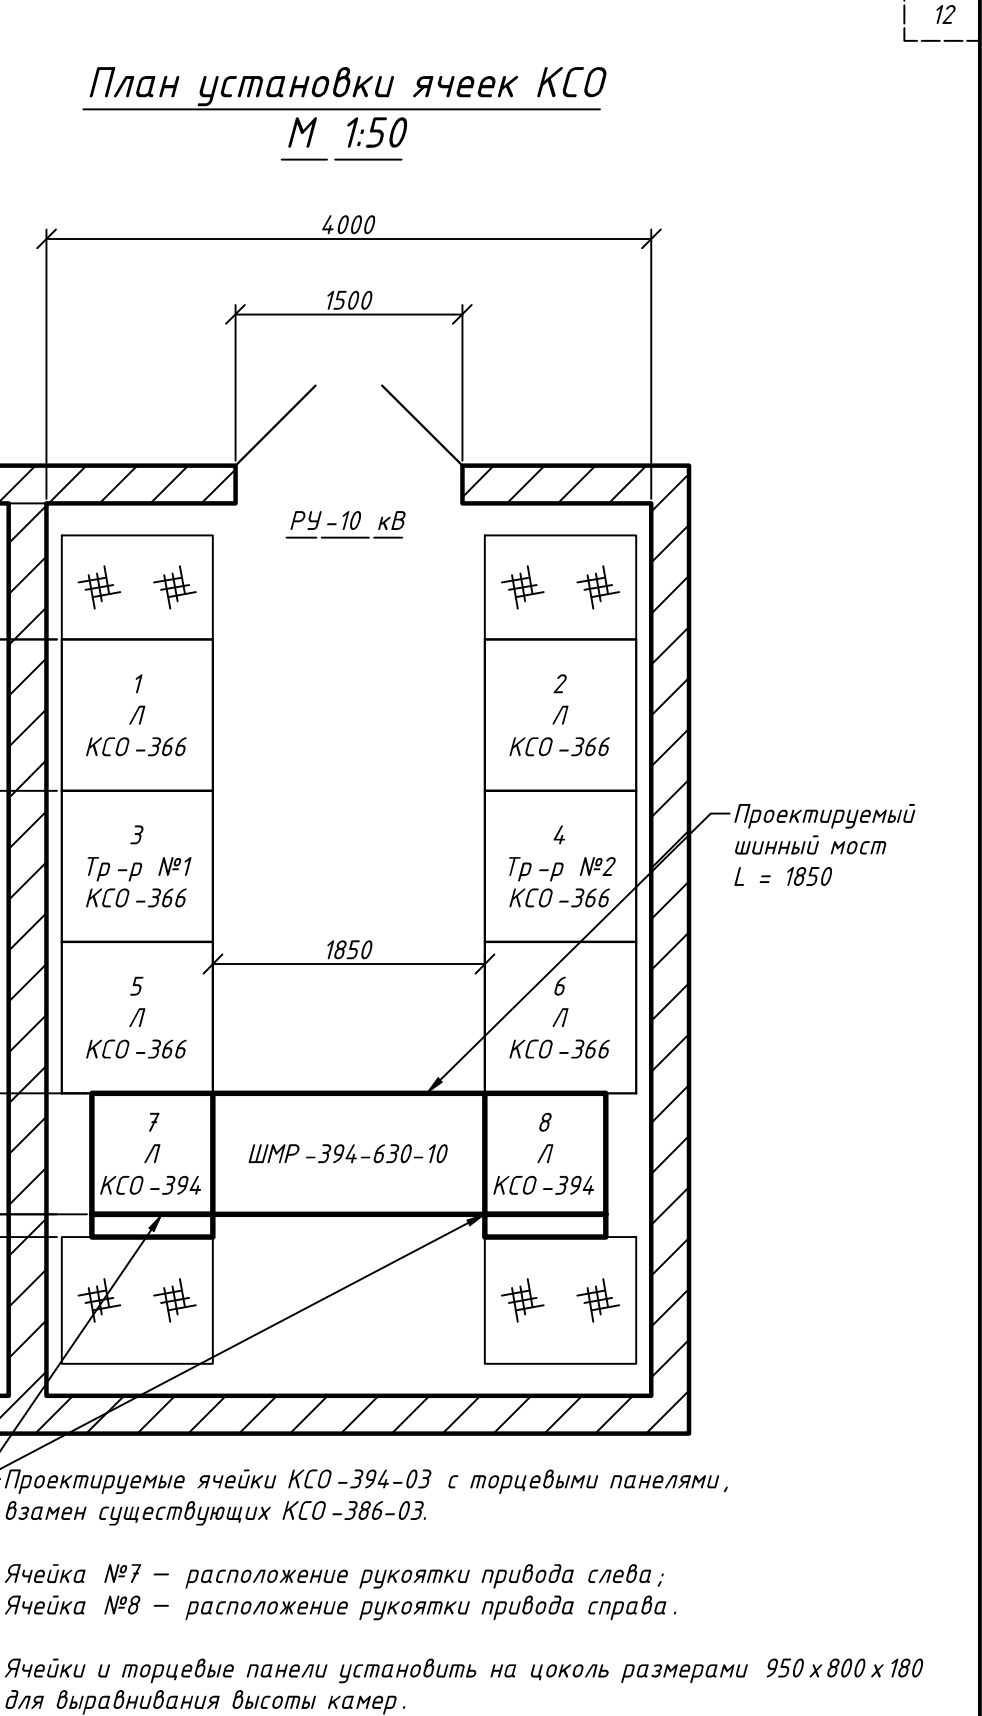 12
План установки ячеек КСО
М 1:50
4000
1500
РУ-10 кВ
1
Л
КСО-366
2
Л
КСО-366
3
Тр-р №1
КСО-366
4
Тр-р №2
КСО-366
Проектируемый
шинный мост
L = 1850
1850
5
Л
КСО-366
6
Л
КСО-366
7
Л
КСО-394
ШМР-394-630-10
8
Л
КСО-394
Проектируемые ячейки КСО-394-03 с торцевыми панелями,
взамен существующих КСО-386-03.
Ячейка №7 – расположение рукоятки привода слева;
Ячейка №8 – расположение рукоятки привода справа.
Ячейки и торцевые панели установить на цоколь размерами 950х800х180
для выравнивания высоты камер.